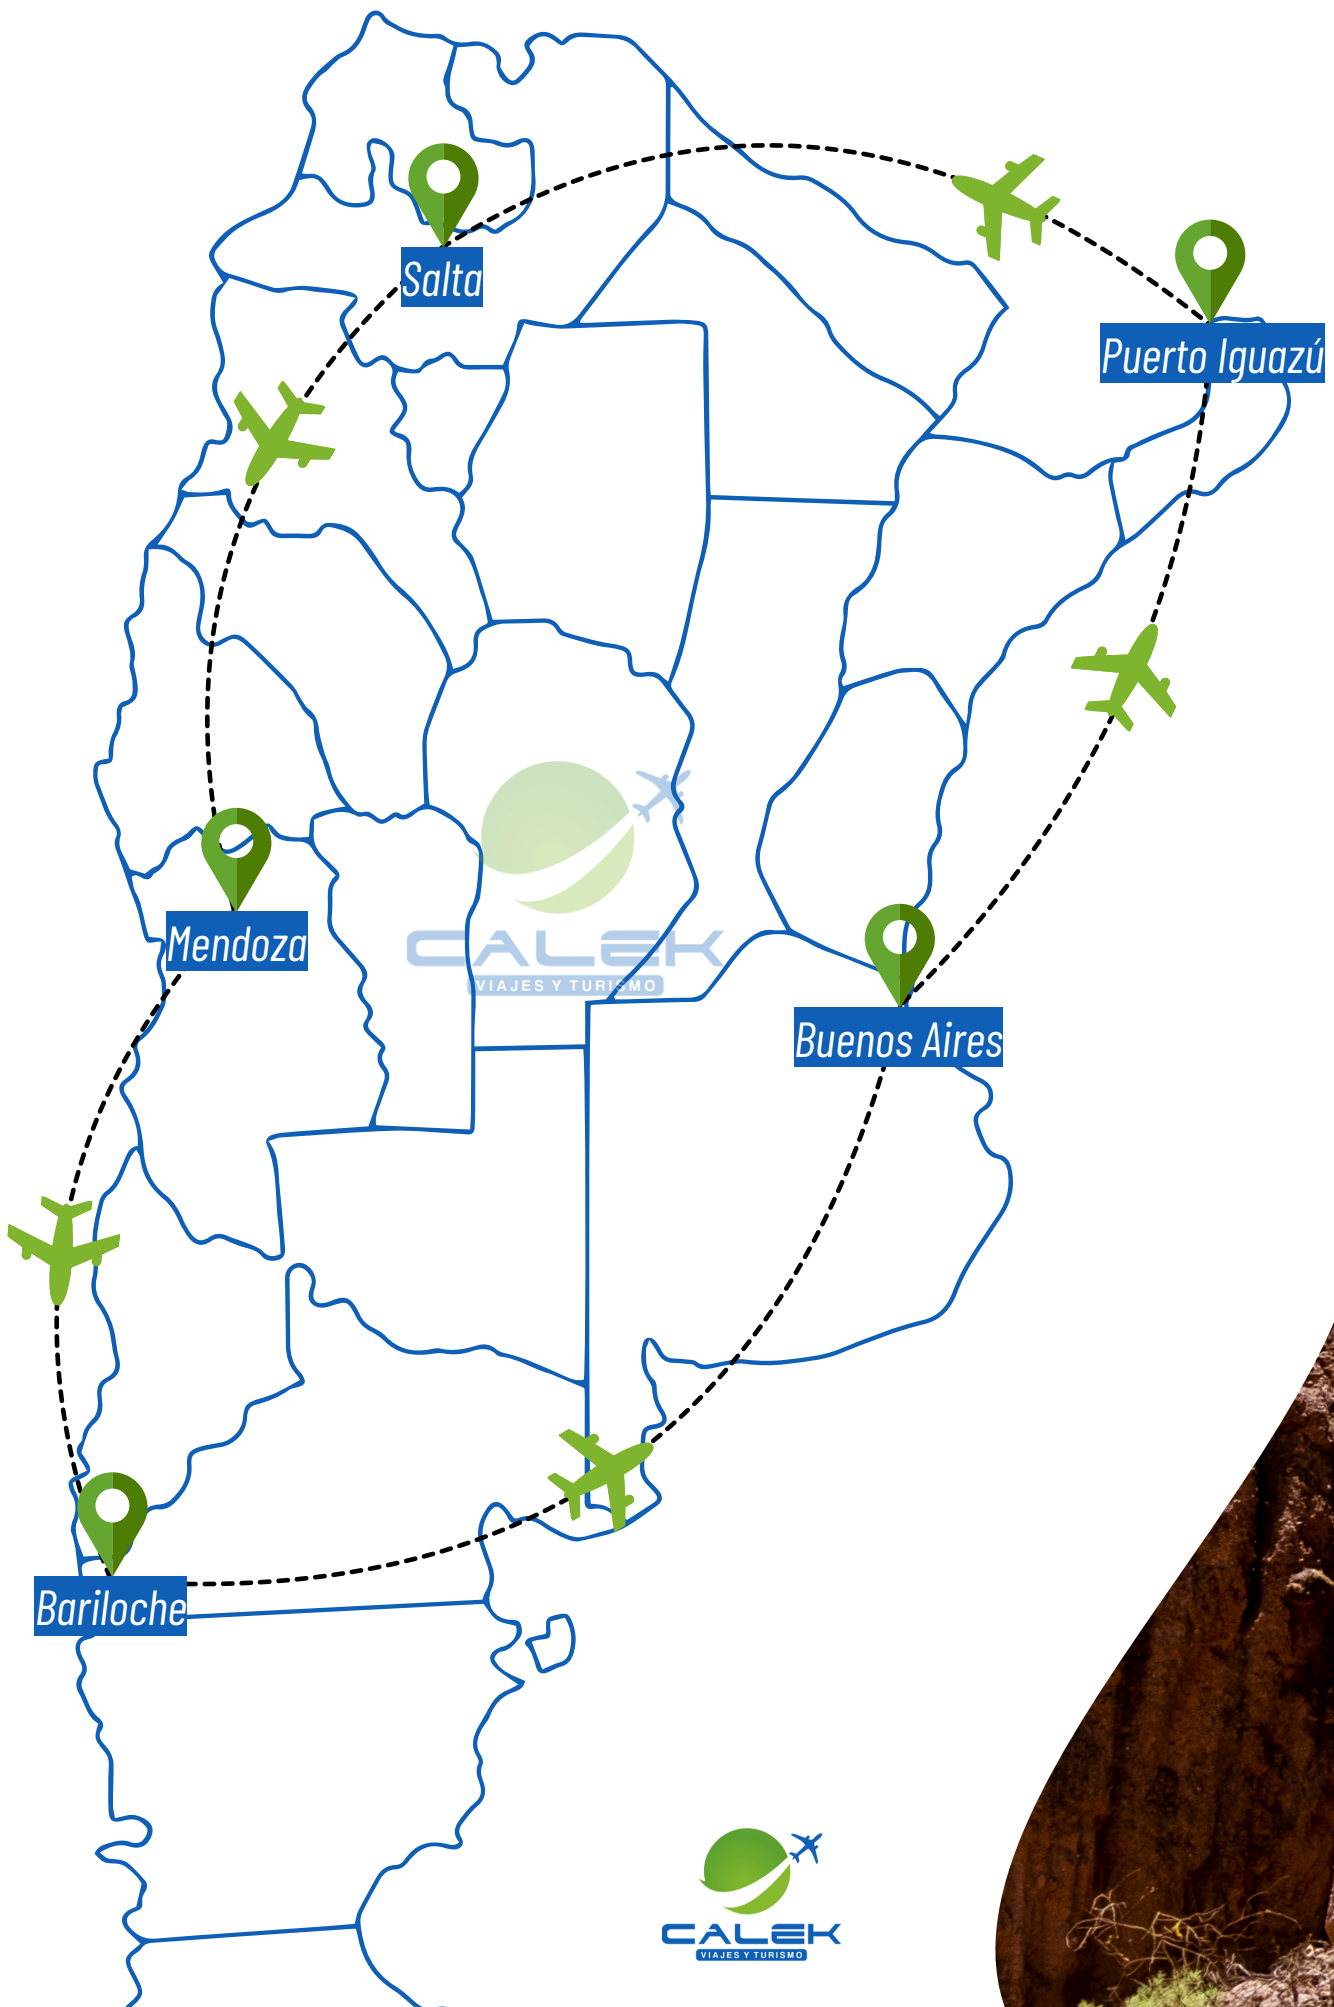 Salta
Puerto Iguazú
Mendoza
CALEK
VIAJES Y TURISMO
Buenos Aires
Bariloche
CALEK
VIAJES Y TURISMO